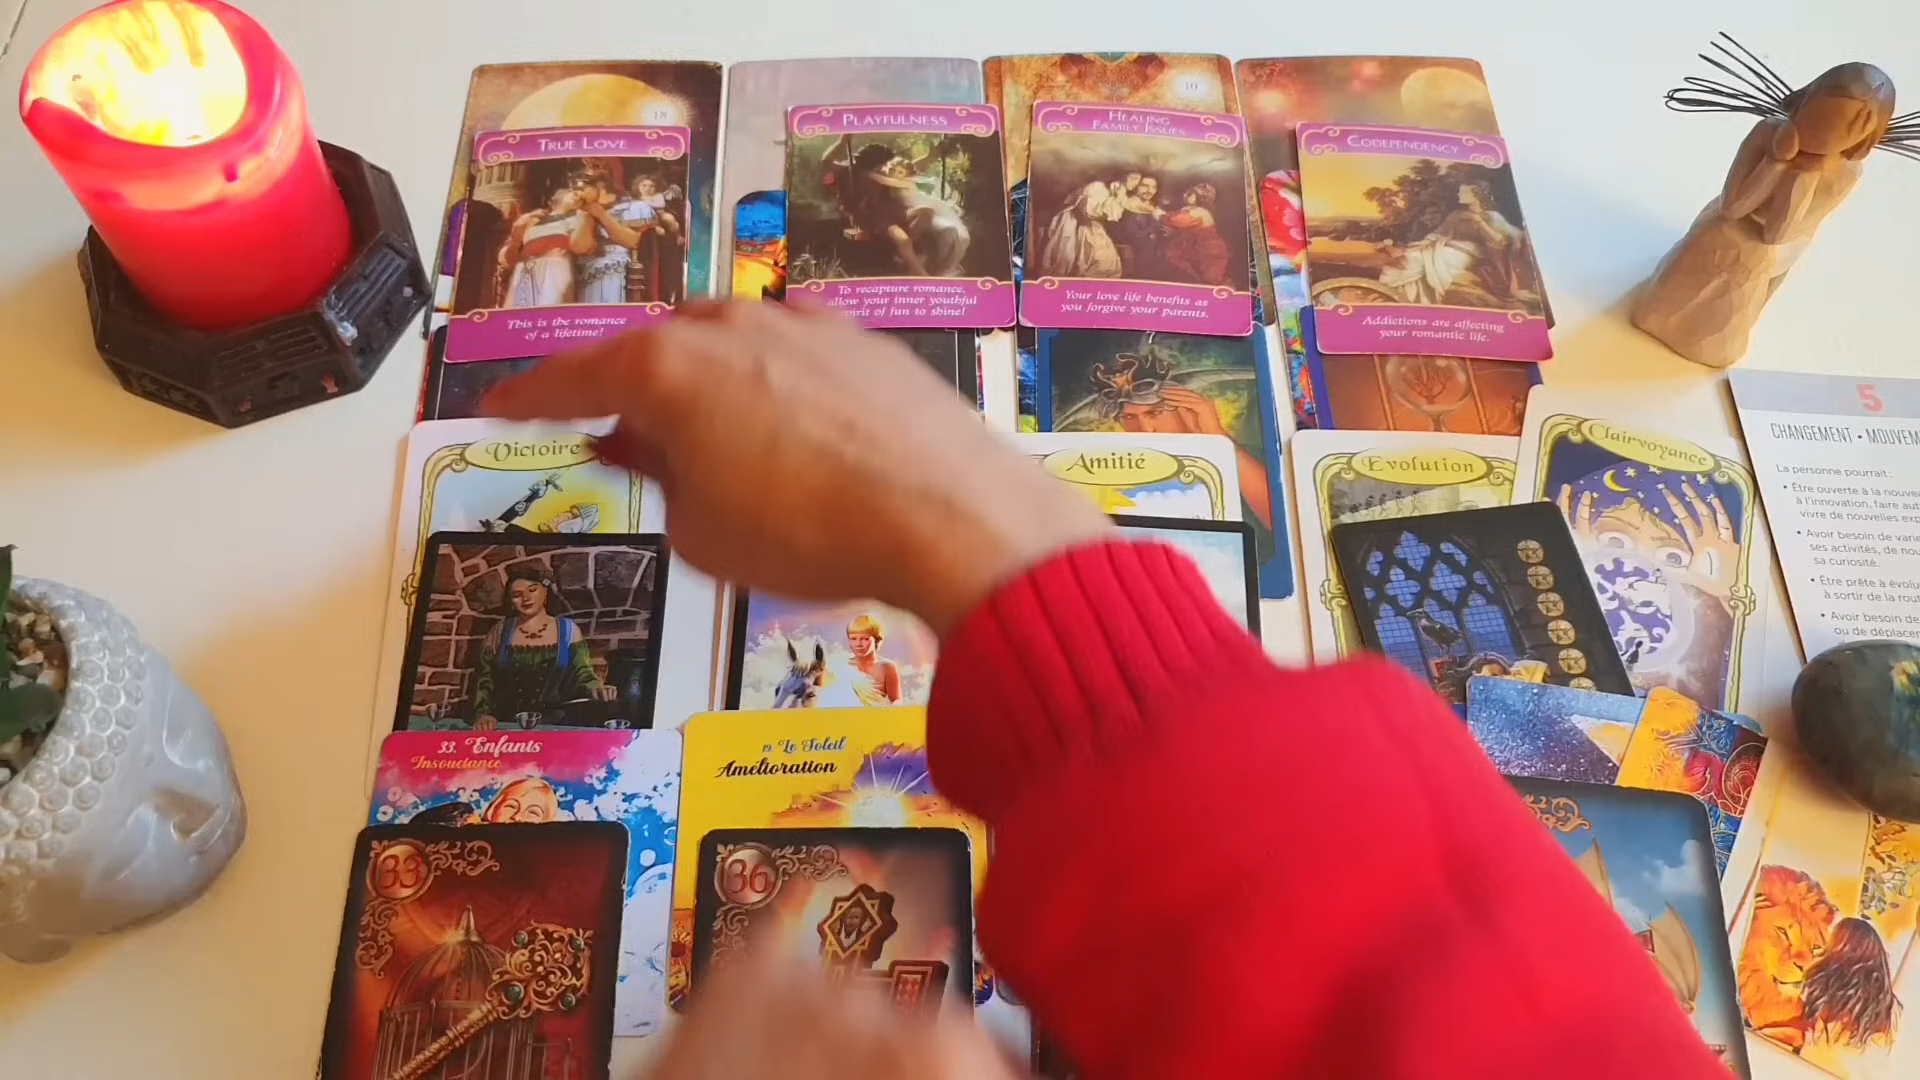 18
10
TRUE LOVE
This is the romance
of a lifetime!
PLAYFULNESS
To recapture romance,
allow your inner youthful
spirit of fun to shine!
HEALING
FAMILY ISSUES
Your love life benefits as
you forgive your parents.
CODEPENDENCY
Addictions are affecting
your romantic life.
7
Victoire
Amitié
Evolution
Clairvoyance
5
CHANGEMENT • MOUVEM
La personne pourrait:
• Être ouverte à la nouvea
à l'innovation, faire aut
vivre de nouvelles exp
• Avoir besoin de varie
ses activités, de nou
sa curiosité.
• Être prête à évolu
à sortir de la rout
• Avoir besoin de
ou de déplacer
33. Enfants
Insouciance
19. Le Soleil
Amélioration
33
36